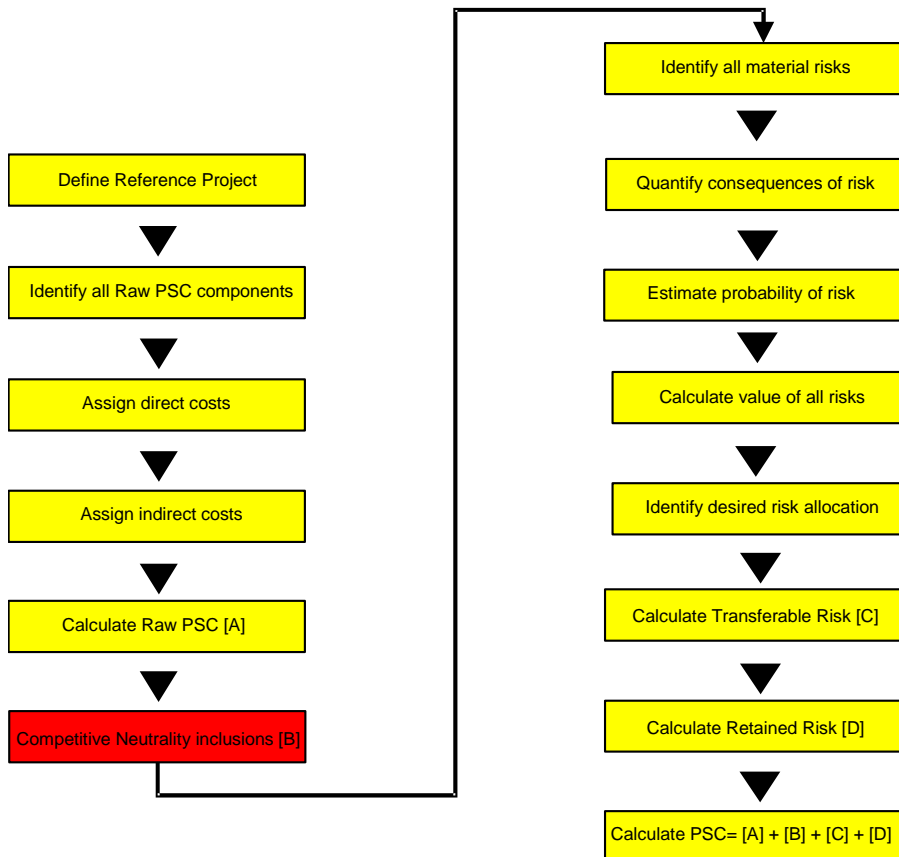 Define Reference Project
Identify all Raw PSC components
Assign direct costs
Assign indirect costs
Calculate Raw PSC [A]
Competitive Neutrality inclusions [B]
Identify all material risks
Quantify consequences of risk
Estimate probability of risk
Calculate value of all risks
Identify desired risk allocation
Calculate Transferable Risk [C]
Calculate Retained Risk [D]
Calculate PSC= [A] + [B] + [C] + [D]